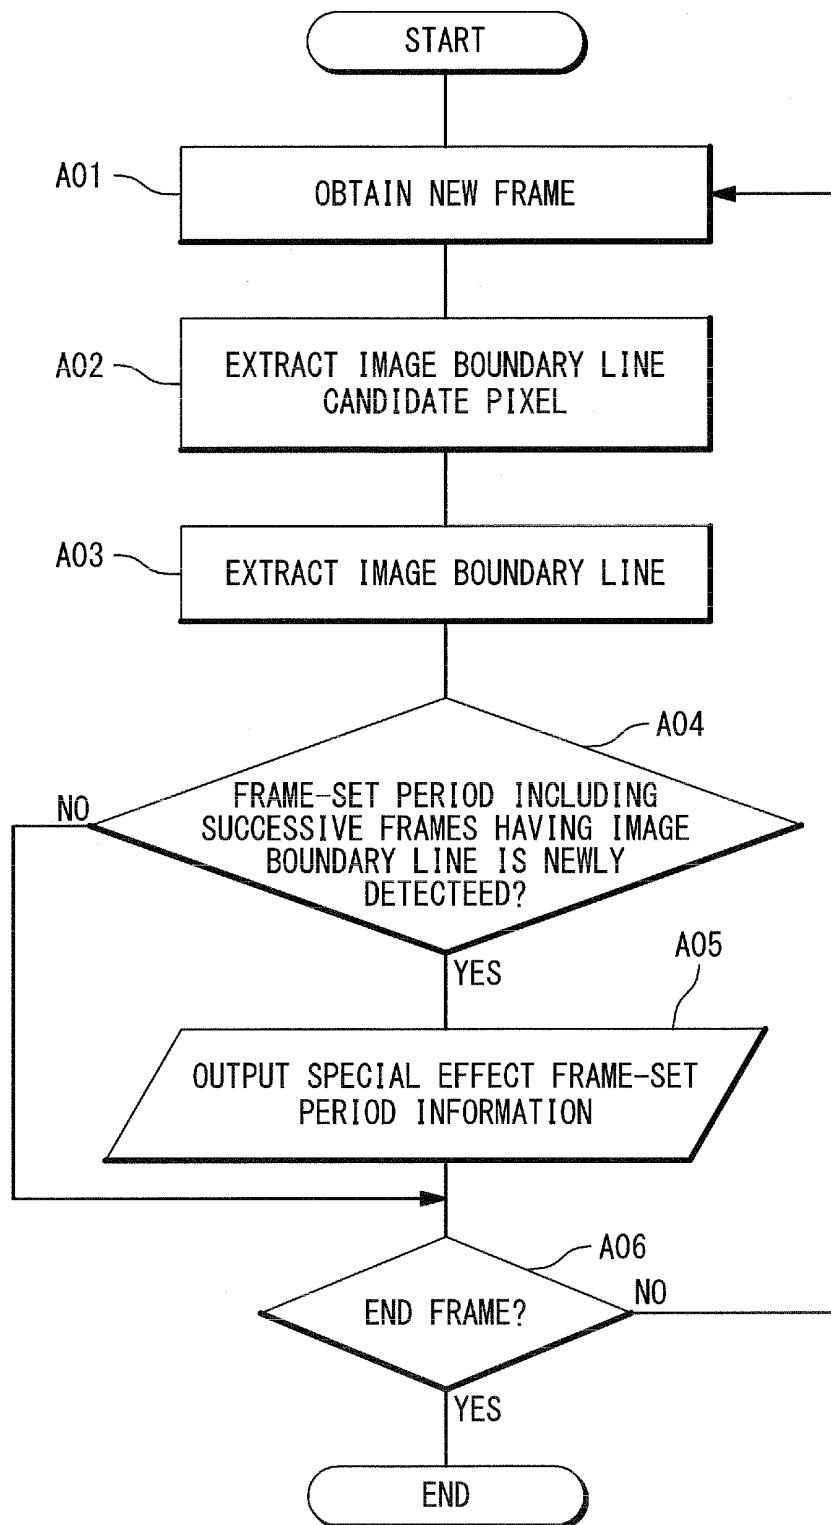 START
A01
OBTAIN NEW FRAME
A02
EXTRACT IMAGE BOUNDARY LINE
CANDIDATE PIXEL
A03
EXTRACT IMAGE BOUNDARY LINE
A04
NO
FRAME-SET PERIOD INCLUDING
SUCCESSIVE FRAMES HAVING IMAGE
BOUNDARY LINE IS NEWLY
DETECTEED?
YES
A05
OUTPUT SPECIAL EFFECT FRAME-SET
PERIOD INFORMATION
A06
END FRAME?
NO
YES
END